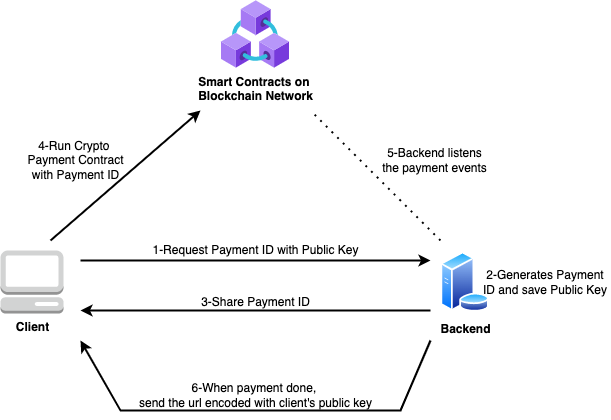 Smart Contracts on
Blockchain Network
4-Run Crypto
Payment Contract
with Payment ID
5-Backend listens
the payment events
1-Request Payment ID with Public Key
2-Generates Payment
ID and save Public Key
3-Share Payment ID
Client
Backend
6-When payment done,
send the url encoded with client's public key